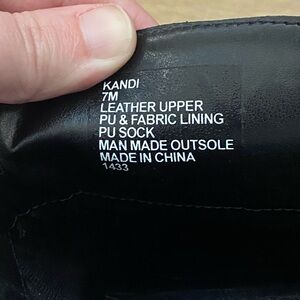 KANDI
7M
LEATHER UPPER
PU & FABRIC LINING
PU SOCK
MAN MADE OUTSOLE
MADE IN CHINA
1433